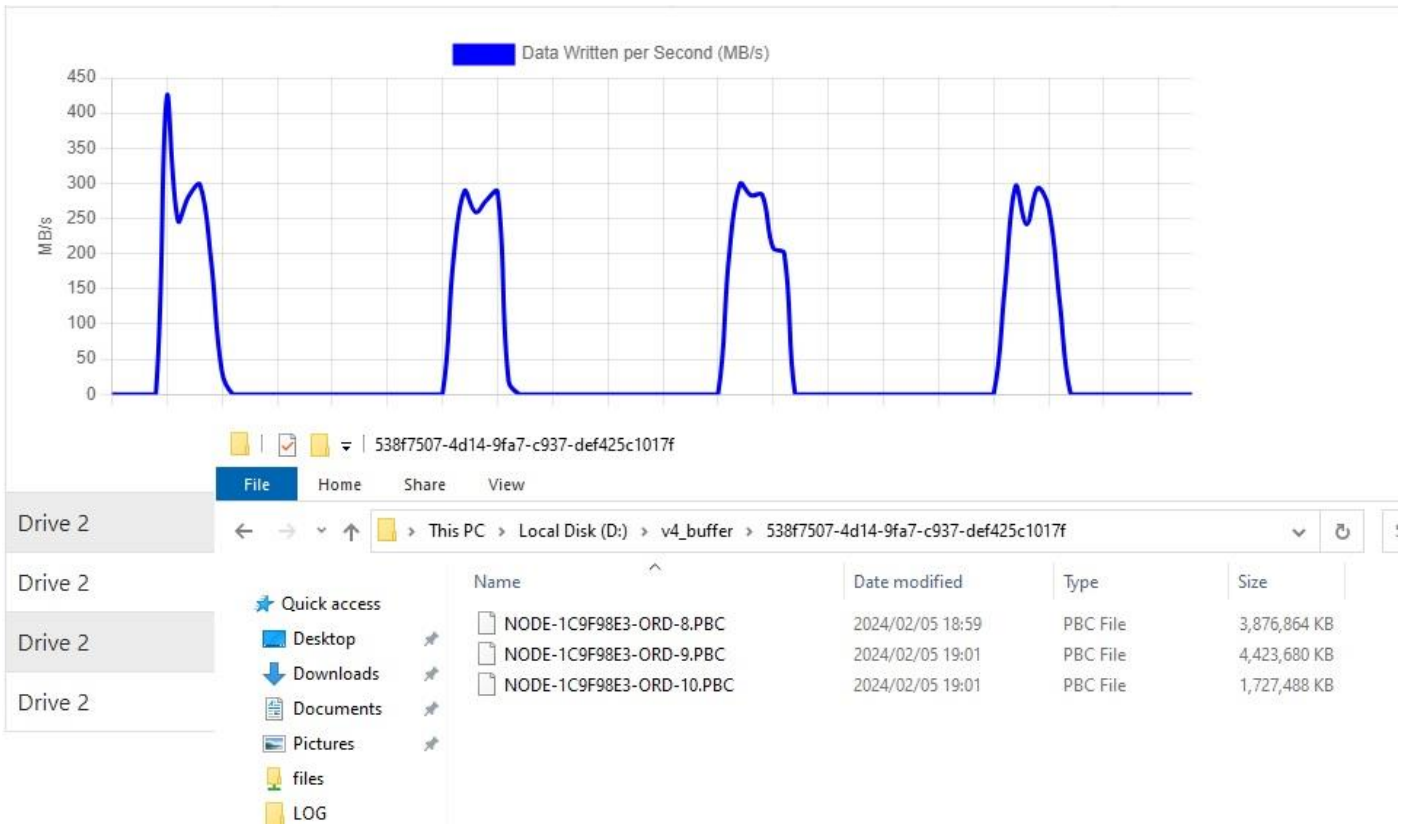 Data Written per Second (MB/s)
450
400
350
300
250
200
150
100
50
0
MB/s
538f7507-4d14-9fa7-c937-def425c1017f
File Home Share View
This PC > Local Disk (D:) > v4_buffer > 538f7507-4d14-9fa7-c937-def425c1017f
Drive 2
Drive 2
Drive 2
Drive 2
Quick access
Desktop
Downloads
Documents
Pictures
files
LOG
Name Date modified Type Size
NODE-1C9F98E3-ORD-8.PBC 2024/02/05 18:59 PBC File 3,876,864 KB
NODE-1C9F98E3-ORD-9.PBC 2024/02/05 19:01 PBC File 4,423,680 KB
NODE-1C9F98E3-ORD-10.PBC 2024/02/05 19:01 PBC File 1,727,488 KB